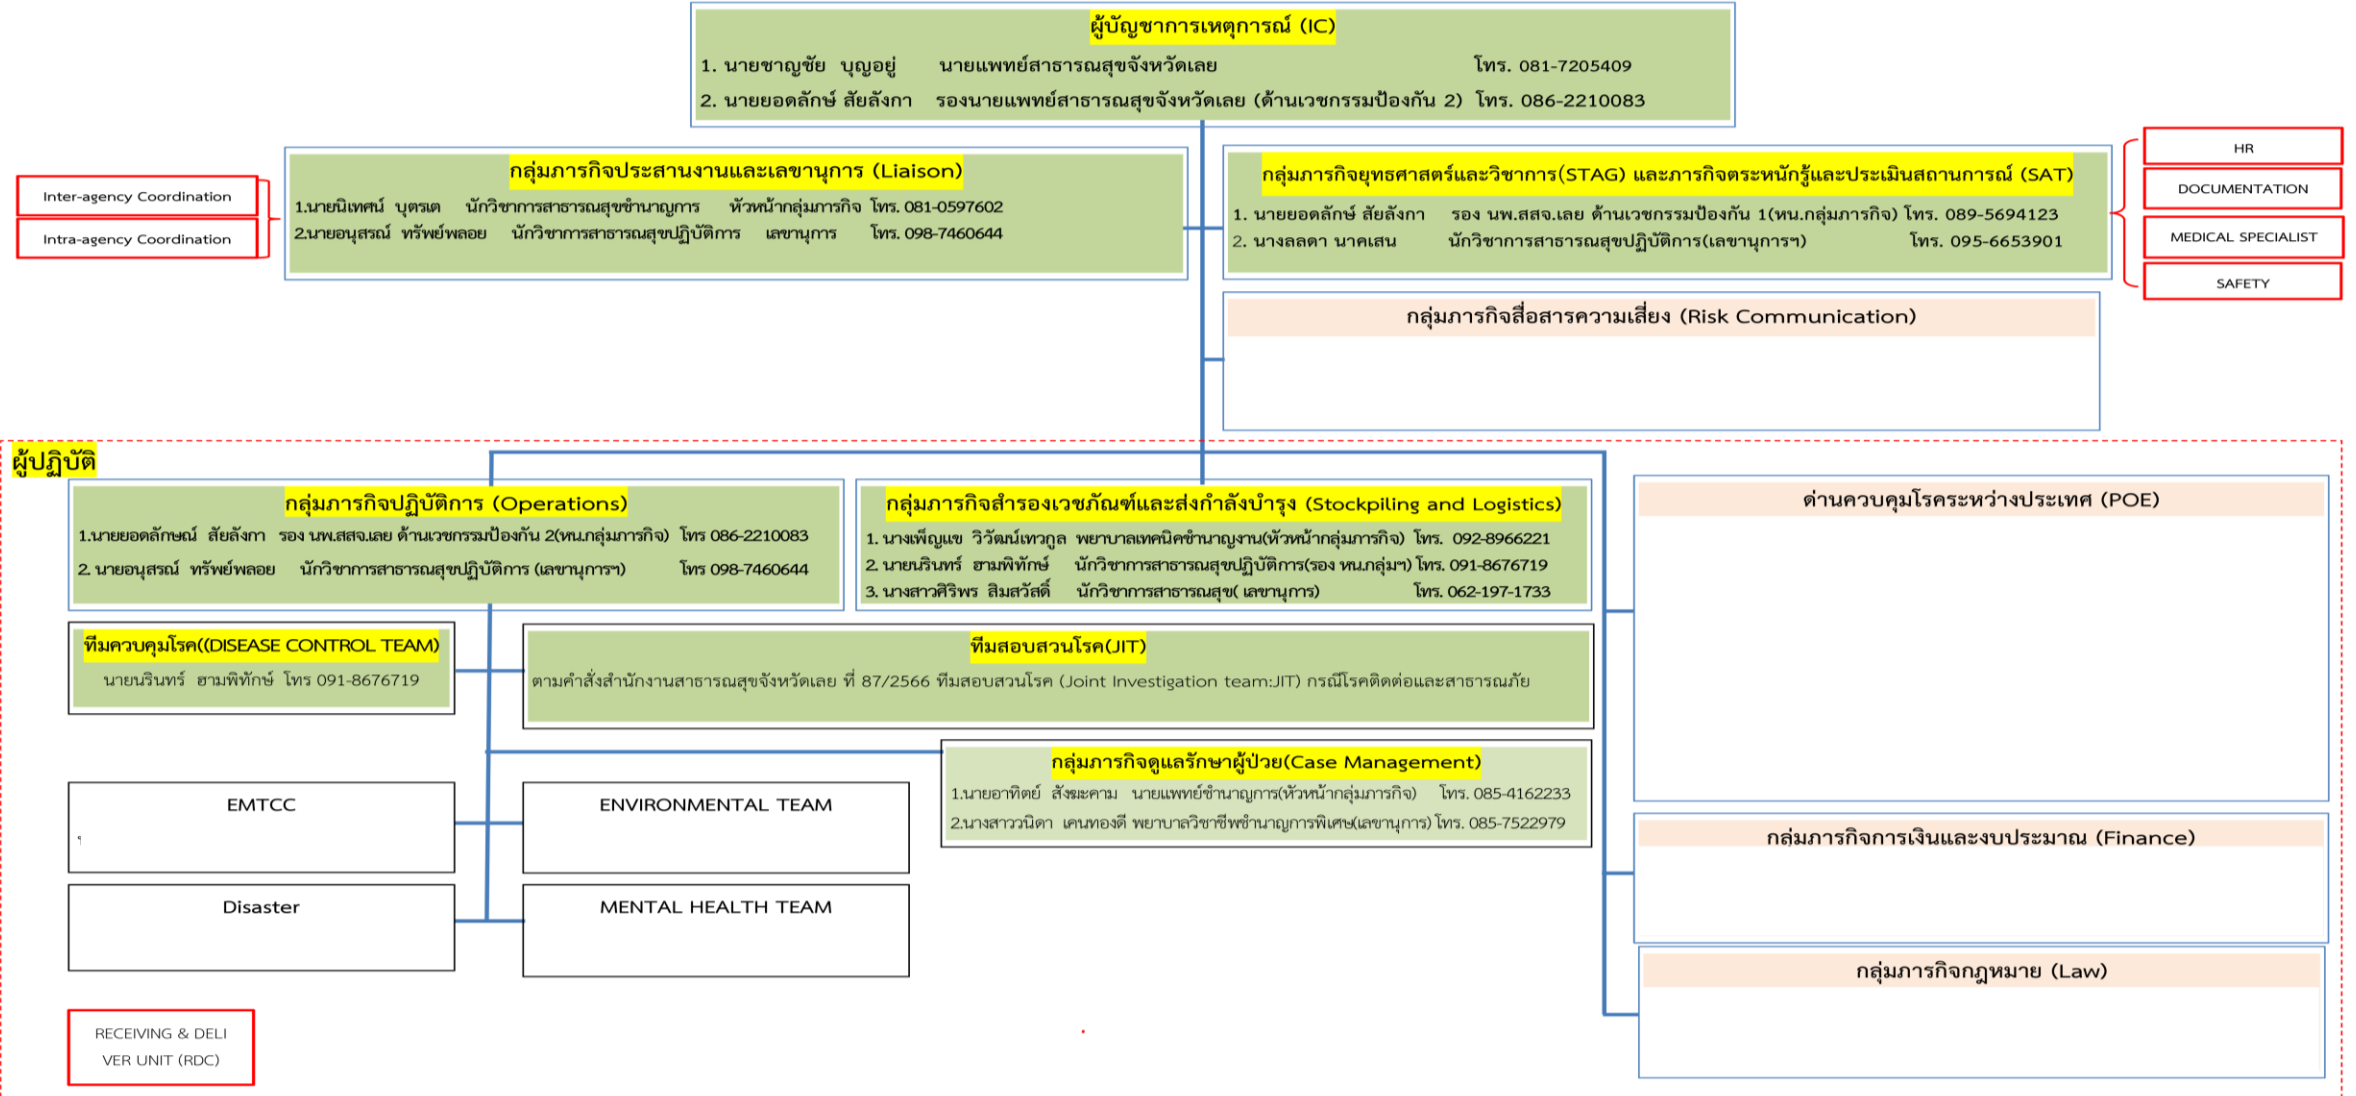 ผู้บัญชาการเหตุการณ์ (IC)
1. นายชาญชัย บุญอยู่ นายแพทย์สาธารณสุขจังหวัดเลย โทร. 081-7205409
2. นายยอดลักษ์ สัยลังกา รองนายแพทย์สาธารณสุขจังหวัดเลย (ด้านเวชกรรมป้องกัน 2) โทร. 086-2210083
Inter-agency Coordination
Intra-agency Coordination
กลุ่มภารกิจประสานงานและเลขานุการ (Liaison)
1.นายนิเทศน์ บุตรเต นักวิชาการสาธารณสุขชำนาญการ หัวหน้ากลุ่มภารกิจ โทร. 081-0597602
2.นายอนุสรณ์ ทรัพย์พลอย นักวิชาการสาธารณสุขปฏิบัติการ เลขานุการ โทร. 098-7460644
กลุ่มภารกิจยุทธศาสตร์และวิชาการ(STAG) และภารกิจตระหนักรู้และประเมินสถานการณ์ (SAT)
1. นายยอดลักษ์ สัยลังกา รอง นพ.สสจ.เลย ด้านเวชกรรมป้องกัน 1(หน.กลุ่มภารกิจ) โทร. 089-5694123
2. นางลลดา นาคเสน นักวิชาการสาธารณสุขปฏิบัติการ(เลขานุการฯ) โทร. 095-6653901
HR
DOCUMENTATION
MEDICAL SPECIALIST
SAFETY
กลุ่มภารกิจสื่อสารความเสี่ยง (Risk Communication)
ผู้ปฏิบัติ
กลุ่มภารกิจปฏิบัติการ (Operations)
1.นายยอดลักษณ์ สัยลังกา รอง นพ.สสจ.เลย ด้านเวชกรรมป้องกัน 2(หน.กลุ่มภารกิจ) โทร 086-2210083
2. นายอนุสรณ์ ทรัพย์พลอย นักวิชาการสาธารณสุขปฏิบัติการ (เลขานุการฯ) โทร 098-7460644
กลุ่มภารกิจสำรองเวชภัณฑ์และส่งกำลังบำรุง (Stockpiling and Logistics)
1. นางเพ็ญแข วิวัฒน์เทวกูล พยาบาลเทคนิคชำนาญงาน(หัวหน้ากลุ่มภารกิจ) โทร. 092-8966221
2. นายนรินทร์ ฮามพิทักษ์ นักวิชาการสาธารณสุขปฏิบัติการ(รอง หน.กลุ่มฯ) โทร. 091-8676719
3. นางสาวศิริพร สิมสวัสดิ์ นักวิชาการสาธารณสุข( เลขานุการ) โทร. 062-197-1733
ด่านควบคุมโรคระหว่างประเทศ (POE)
ทีมควบคุมโรค((DISEASE CONTROL TEAM)
นายนรินทร์ ฮามพิทักษ์ โทร 091-8676719
ทีมสอบสวนโรค(JIT)
ตามคำสั่งสำนักงานสาธารณสุขจังหวัดเลย ที่ 87/2566 ทีมสอบสวนโรค (Joint Investigation team:JIT) กรณีโรคติดต่อและสาธารณภัย
กลุ่มภารกิจดูแลรักษาผู้ป่วย(Case Management)
1.นายอาทิตย์ สังฆะคาม นายแพทย์ชำนาญการ(หัวหน้ากลุ่มภารกิจ) โทร. 085-4162233
2.นางสาววนิดา เคนทองดี พยาบาลวิชาชีพชำนาญการพิเศษ(เลขานุการ) โทร. 085-7522979
EMTCC
ENVIRONMENTAL TEAM
กลุ่มภารกิจการเงินและงบประมาณ (Finance)
Disaster
MENTAL HEALTH TEAM
กลุ่มภารกิจกฎหมาย (Law)
RECEIVING & DELI
VER UNIT (RDC)